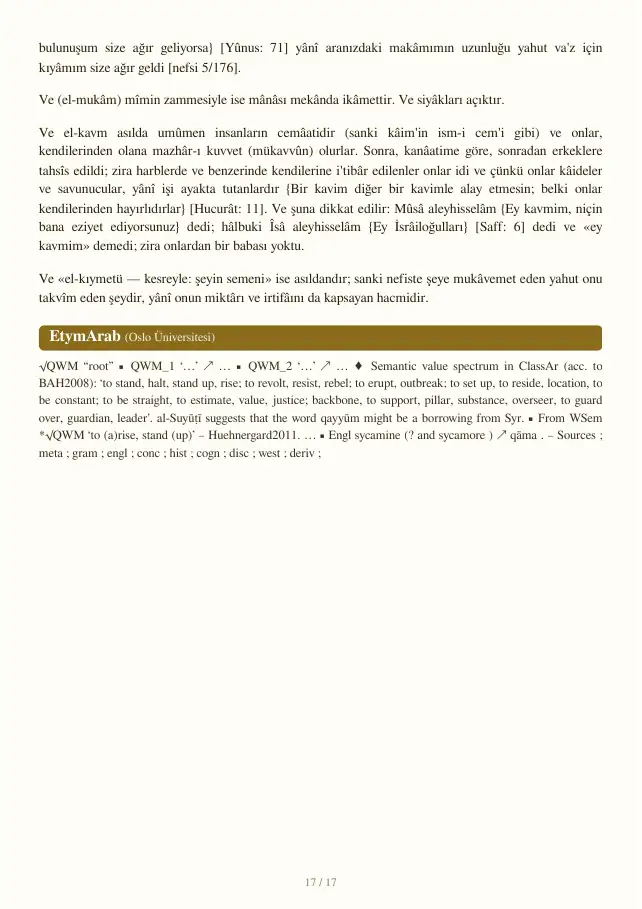 bulunuşum size ağır geliyorsa} [Yûnus: 71] yânî aranızdaki makâmımın uzunluğu yahut va'z için
kıyâmım size ağır geldi [nefsi 5/176].
Ve (el-mukâm) mîmin zammesiyle ise mânâsı mekânda ikâmettir. Ve siyâkları açıktır.
Ve el-kavm asılda umûmen insanların cemâatidir (sanki kâim'in ism-i cem'i gibi) ve onlar,
kendilerinden olana mazhâr-ı kuvvet (mükavvûn) olurlar. Sonra, kanâatime göre, sonradan erkeklere
tahsîs edildi; zira harblerde ve benzerinde kendilerine i'tibâr edilenler onlar idi ve çünkü onlar kâideler
ve savunucular, yânî işi ayakta tutanlardır {Bir kavim diğer bir kavimle alay etmesin; belki onlar
kendilerinden hayırlıdırlar} [Hucurât: 11]. Ve şuna dikkat edilir: Mûsâ aleyhisselâm {Ey kavmim, niçin
bana eziyet ediyorsunuz} dedi; hâlbuki Îsâ aleyhisselâm {Ey İsrâiloğulları} [Saff: 6] dedi ve «ey
kavmim» demedi; zira onlardan bir babası yoktu.
Ve «el-kıymetü — kesreyle: şeyin semeni» ise asıldandır; sanki nefiste şeye mukâvemet eden yahut onu
takvîm eden şeydir, yânî onun miktârı ve irtifâını da kapsayan hacmidir.
EtymArab (Oslo Üniversitesi)
√QWM “root” ▪ QWM_1 ‘…’ ↗ … ▪ QWM_2 ‘…’ ↗ … ♦ Semantic value spectrum in ClassAr (acc. to
BAH2008): ‘to stand, halt, stand up, rise; to revolt, resist, rebel; to erupt, outbreak; to set up, to reside, location, to
be constant; to be straight, to estimate, value, justice; backbone, to support, pillar, substance, overseer, to guard
over, guardian, leader’. al-Suyūṭī suggests that the word qayyūm might be a borrowing from Syr. ▪ From WSem
*√QWM ‘to (a)rise, stand (up)’ – Huehnergard2011. … ▪ Engl sycamine (? and sycamore ) ↗ qāma . – Sources ;
meta ; gram ; engl ; conc ; hist ; cogn ; disc ; west ; deriv ;
17 / 17